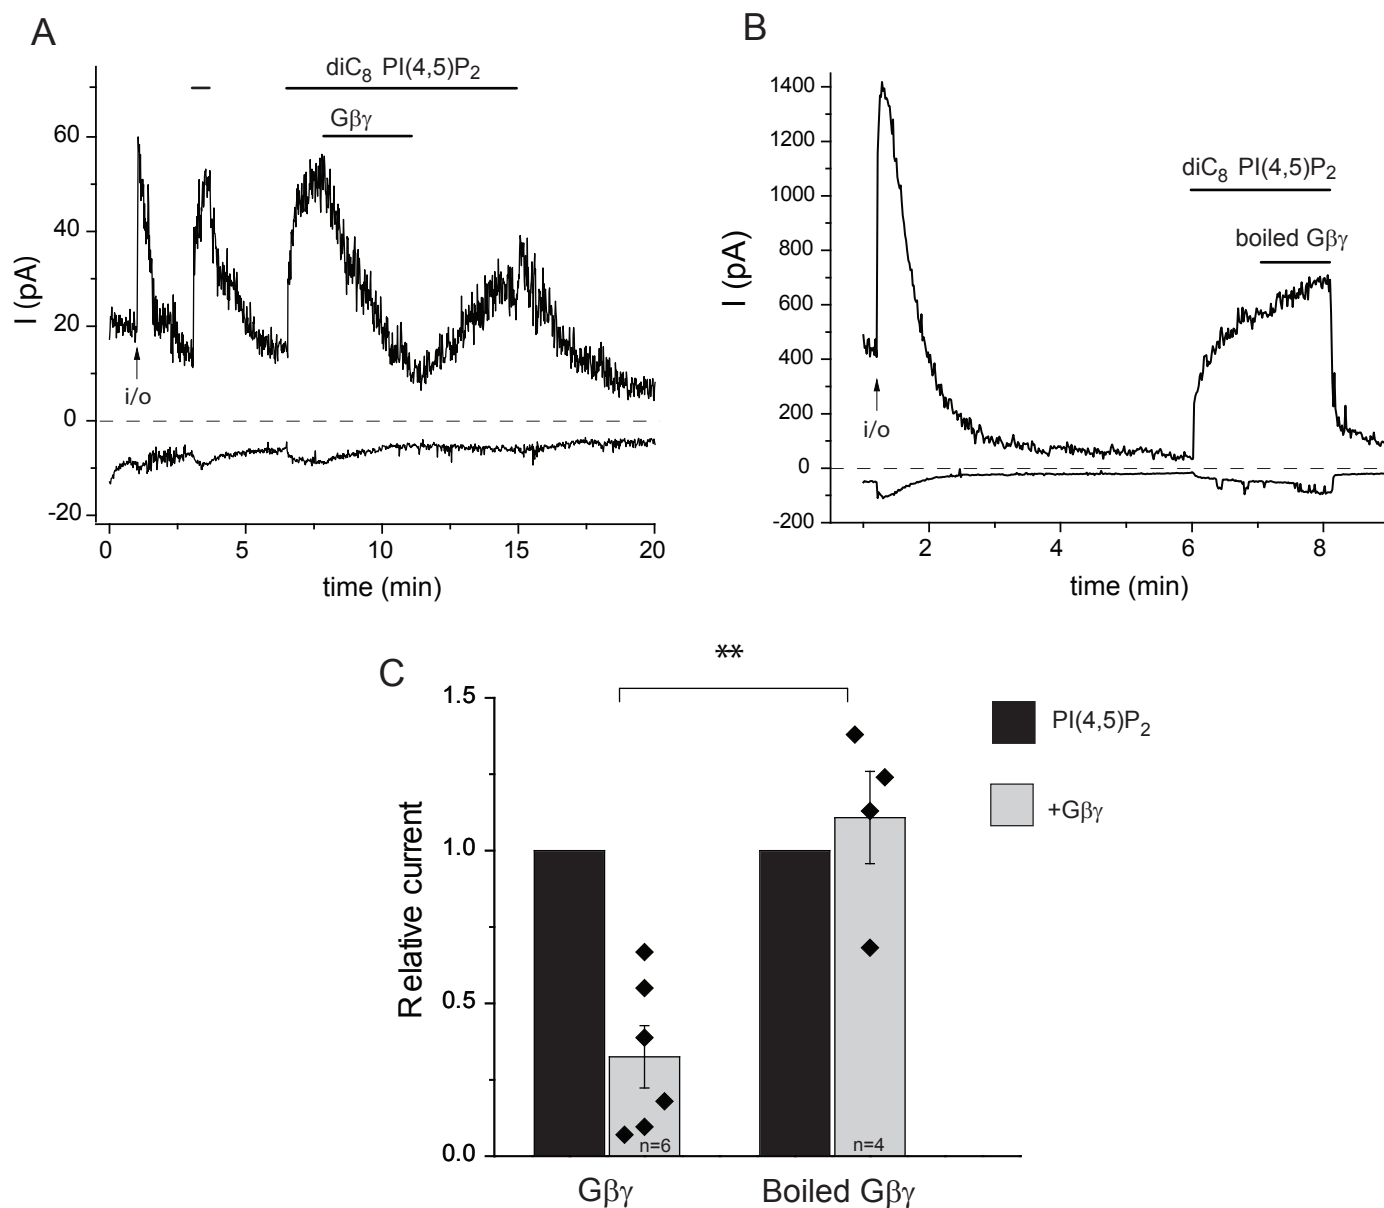 A
diC8 PI(4,5)P2
Gβγ
60
40
20
0
-20
I (pA)
i/o
0 5 10 15 20
time (min)
B
1400
1200
1000
800
600
400
200
0
-200
I (pA)
diC8 PI(4,5)P2
boiled Gβγ
i/o
2 4 6 8
time (min)
C
**
1.5
1.0
0.5
0.0
Relative current
n=6
n=4
Gβγ
Boiled Gβγ
PI(4,5)P2
+Gβγ